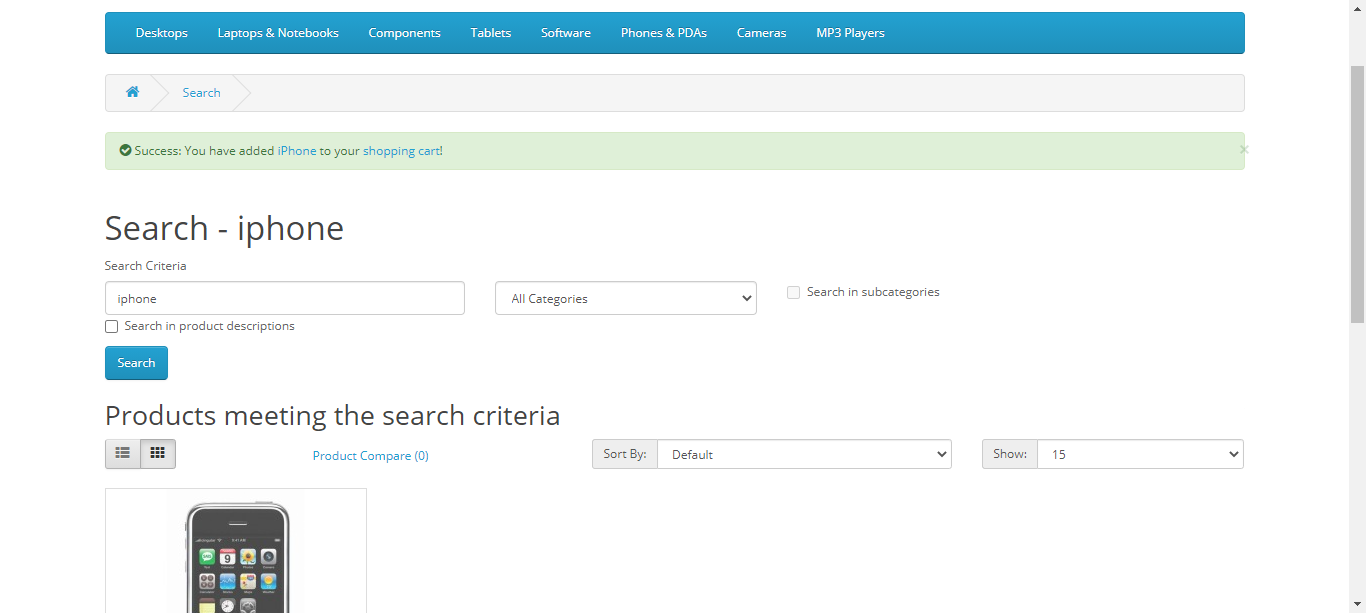 Desktops Laptops & Notebooks Components Tablets Software Phones & PDAs Cameras MP3 Players
Search
Success: You have added iPhone to your shopping cart!
×
Search - iphone
Search Criteria
iphone
All Categories
Search in subcategories
Search in product descriptions
Search
Products meeting the search criteria
Product Compare (0)
Sort By: Default
Show: 15
9